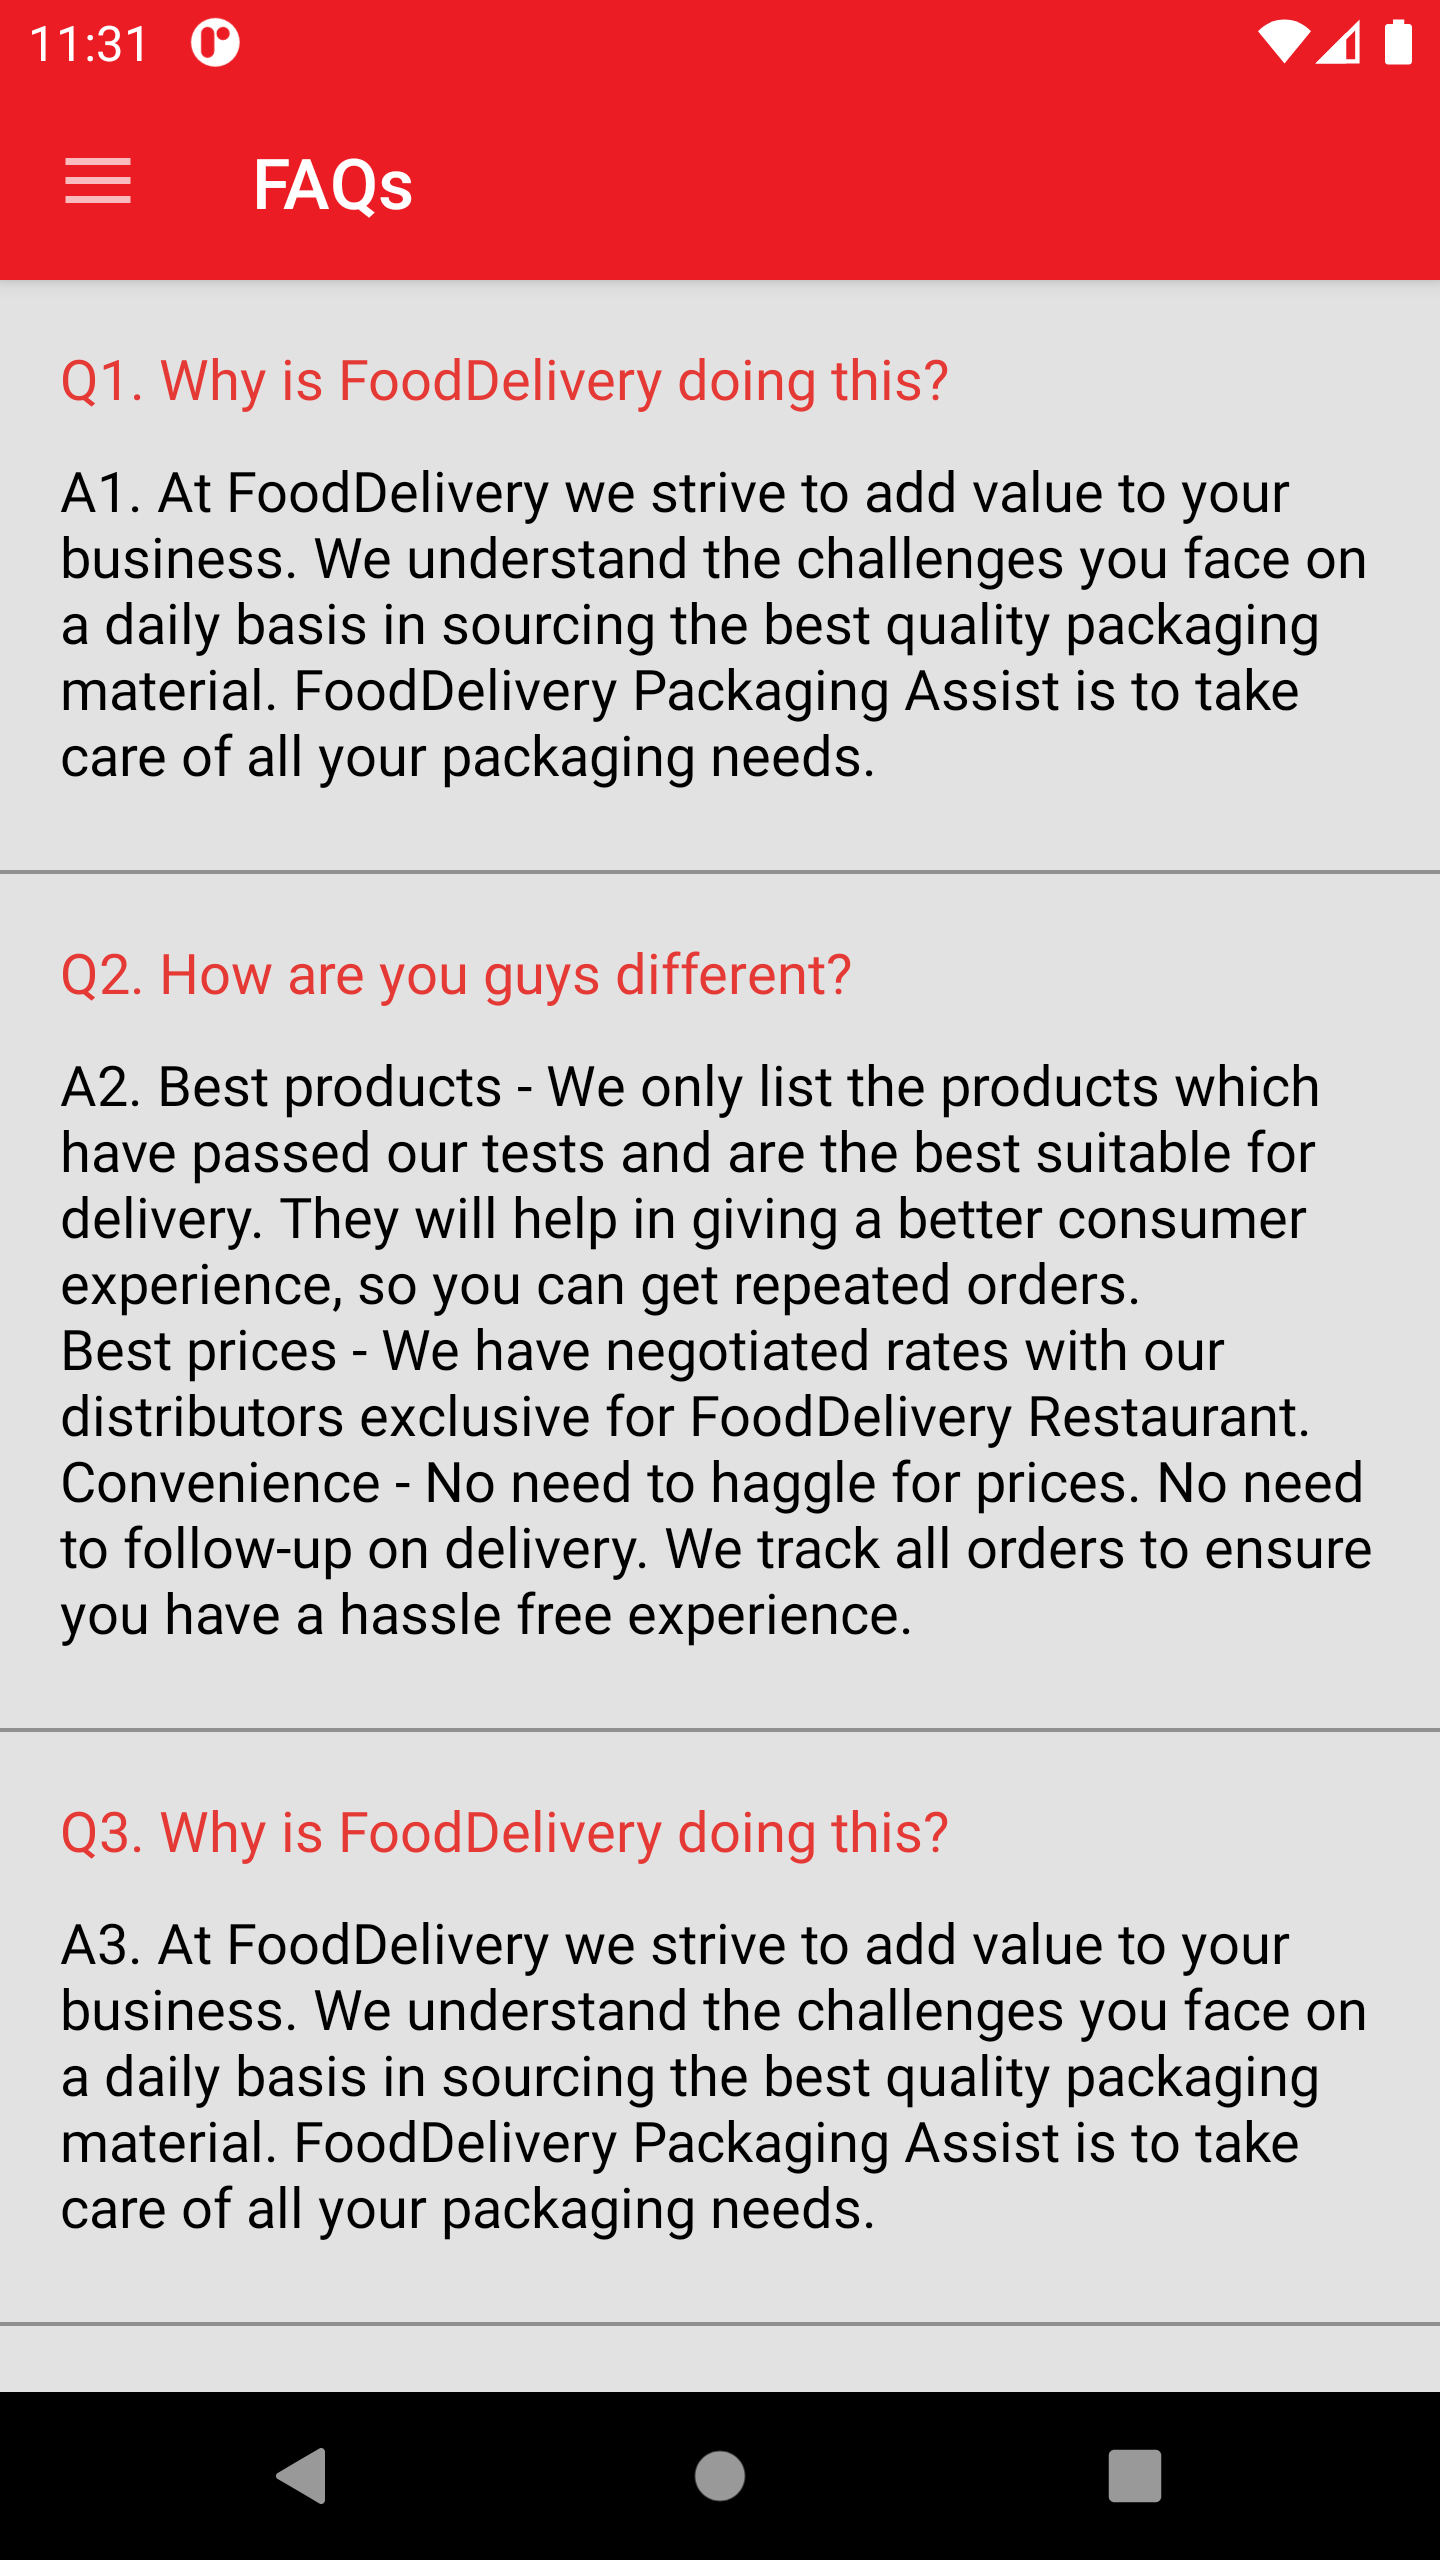 11:31
FAQs
Q1. Why is FoodDelivery doing this?
A1. At FoodDelivery we strive to add value to your
business. We understand the challenges you face on
a daily basis in sourcing the best quality packaging
material. FoodDelivery Packaging Assist is to take
care of all your packaging needs.
Q2. How are you guys different?
A2. Best products - We only list the products which
have passed our tests and are the best suitable for
delivery. They will help in giving a better consumer
experience, so you can get repeated orders.
Best prices - We have negotiated rates with our
distributors exclusive for FoodDelivery Restaurant.
Convenience - No need to haggle for prices. No need
to follow-up on delivery. We track all orders to ensure
you have a hassle free experience.
Q3. Why is FoodDelivery doing this?
A3. At FoodDelivery we strive to add value to your
business. We understand the challenges you face on
a daily basis in sourcing the best quality packaging
material. FoodDelivery Packaging Assist is to take
care of all your packaging needs.